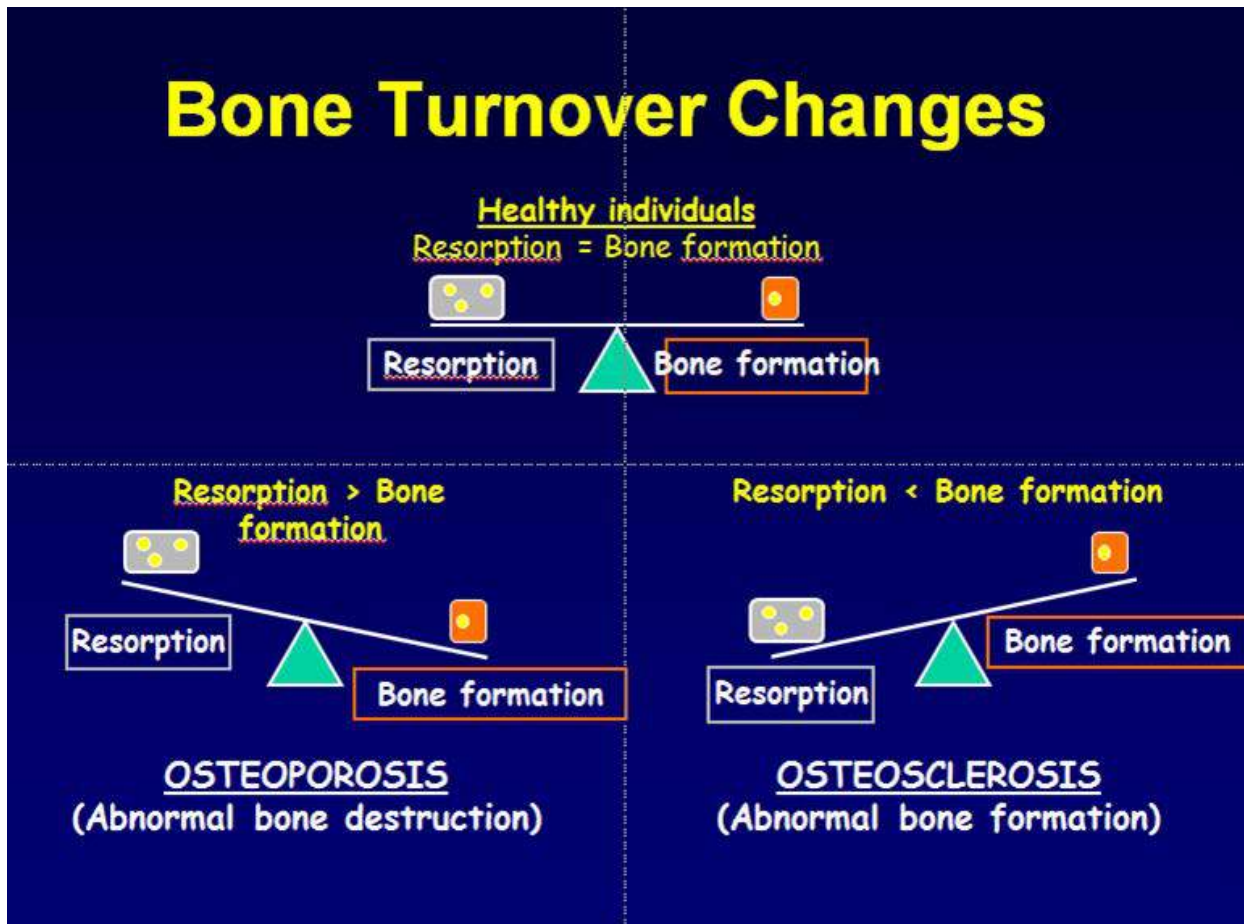 Bone Turnover Changes
Healthy individuals
Resorption = Bone formation
Resorption
Bone formation
Resorption > Bone
formation
Resorption
Bone formation
OSTEOPOROSIS
(Abnormal bone destruction)
Resorption < Bone formation
Bone formation
Resorption
OSTEOSCLEROSIS
(Abnormal bone formation)